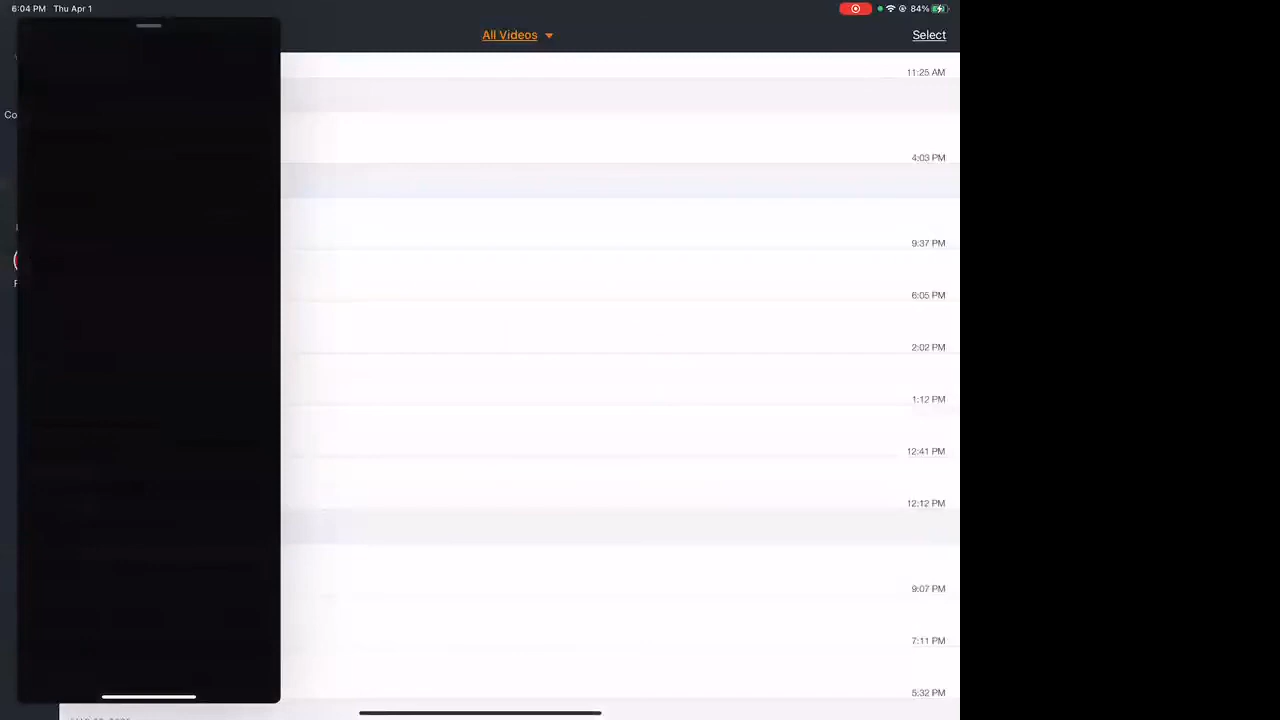 6:04 PM Thu Apr 1
84%
All Videos
Select
11:25 AM
Co
4:03 PM
9:37 PM
6:05 PM
2:02 PM
1:12 PM
12:41 PM
12:12 PM
9:07 PM
7:11 PM
5:32 PM